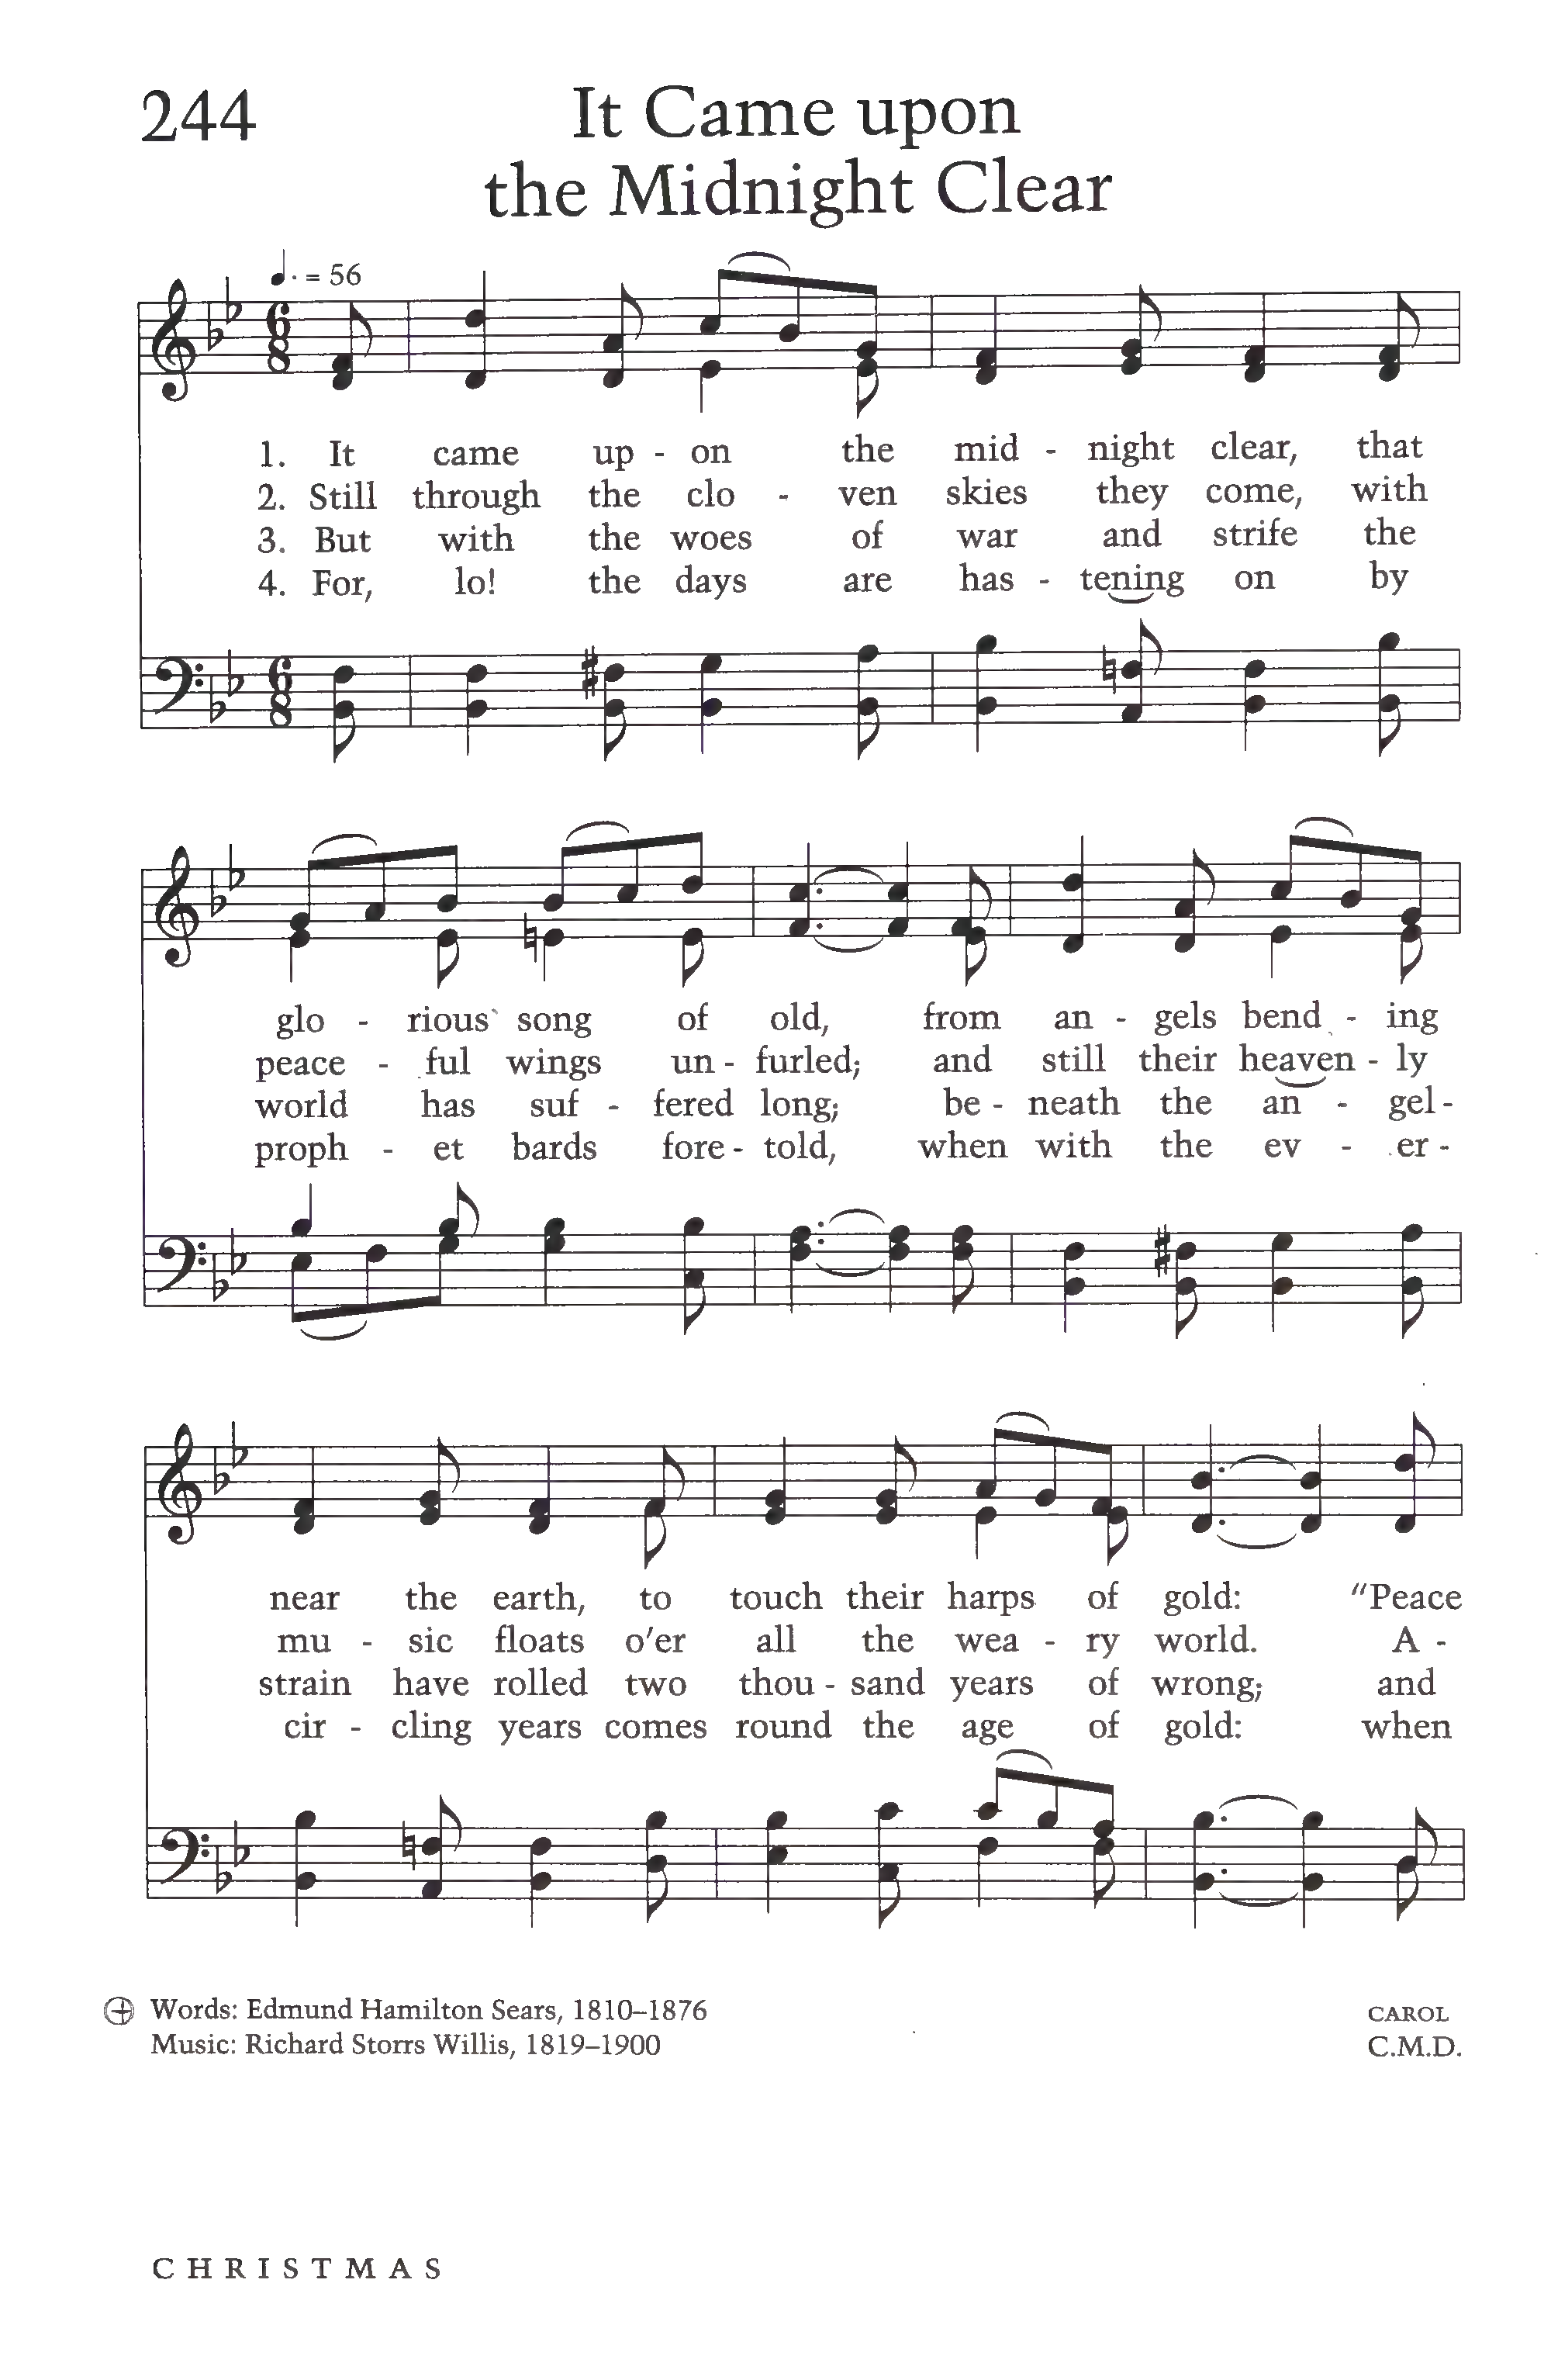 244
It Came upon
the Midnight Clear
♩. = 56
1. It came up - on the mid - night clear, that
2. Still through the clo - ven skies they come, with
3. But with the woes of war and strife the
4. For, lo! the days are has - tening on by
glo - rious song of old, from an - gels bend - ing
peace - ful wings un - furled; and still their heaven - ly
world has suf - fered long; be - neath the an - gel -
proph - et bards fore - told, when with the ev - er -
near the earth, to touch their harps of gold: "Peace
mu - sic floats o'er all the wea - ry world. A -
strain have rolled two thou - sand years of wrong; and
cir - cling years comes round the age of gold: when
Words: Edmund Hamilton Sears, 1810–1876 CAROL
Music: Richard Storrs Willis, 1819–1900 C.M.D.
CHRISTMAS